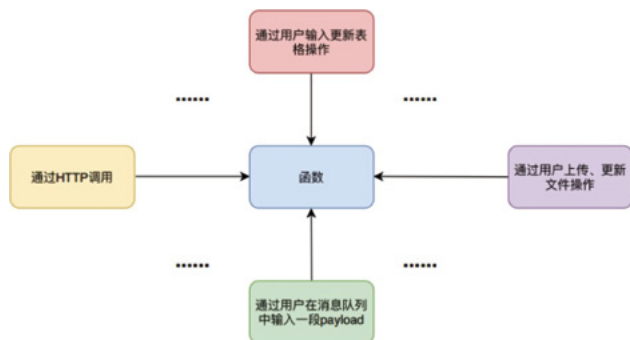 通过用户输入更新表
格操作
......
......
通过HTTP调用
函数
通过用户上传、更新
文件操作
......
......
通过用户在消息队列
中输入一段payload